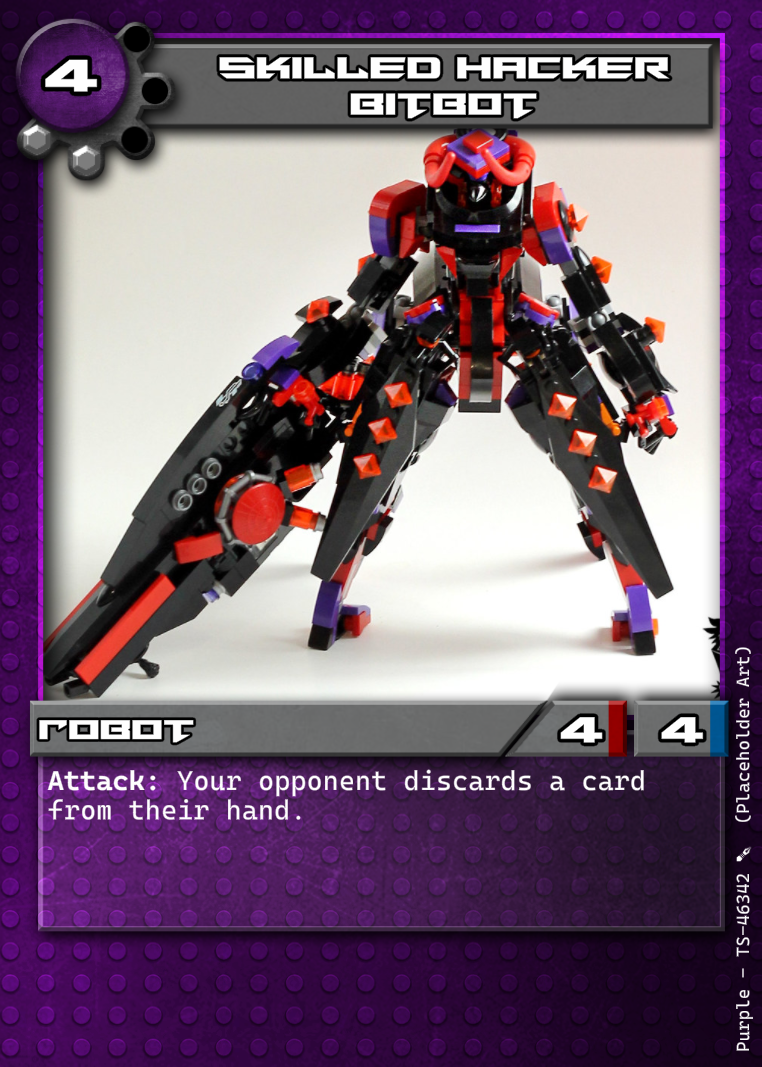 4
SKILLED HACKER
BITBOT
ROBOT
4
4
Attack: Your opponent discards a card
from their hand.
Purple - TS-46342 (Placeholder Art)